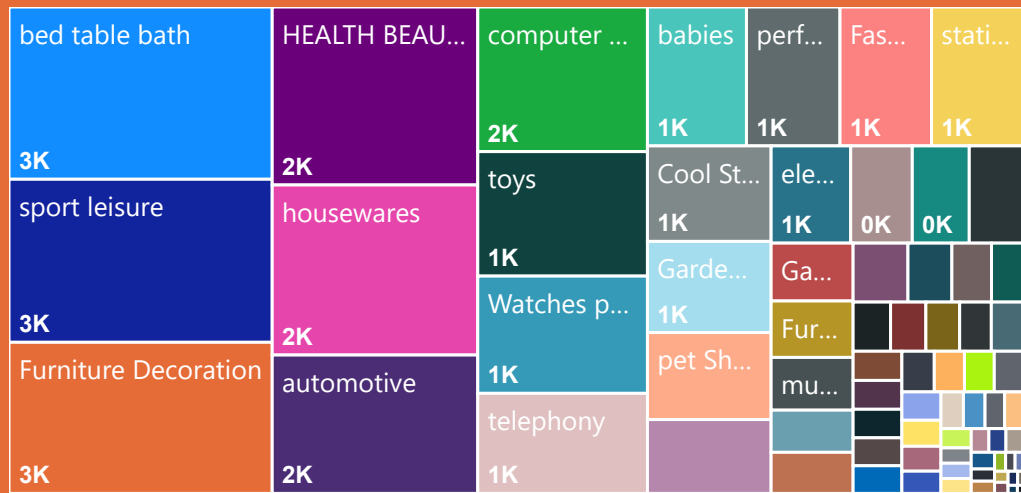 bed table bath
3K
sport leisure
3K
Furniture Decoration
3K
HEALTH BEAU...
2K
housewares
2K
automotive
2K
computer ...
2K
toys
1K
Watches p...
1K
telephony
1K
babies
1K
perf...
1K
Fas...
1K
stati...
1K
Cool St...
1K
ele...
1K
0K
0K
Garde...
1K
Ga...
Fur...
pet Sh...
mu...